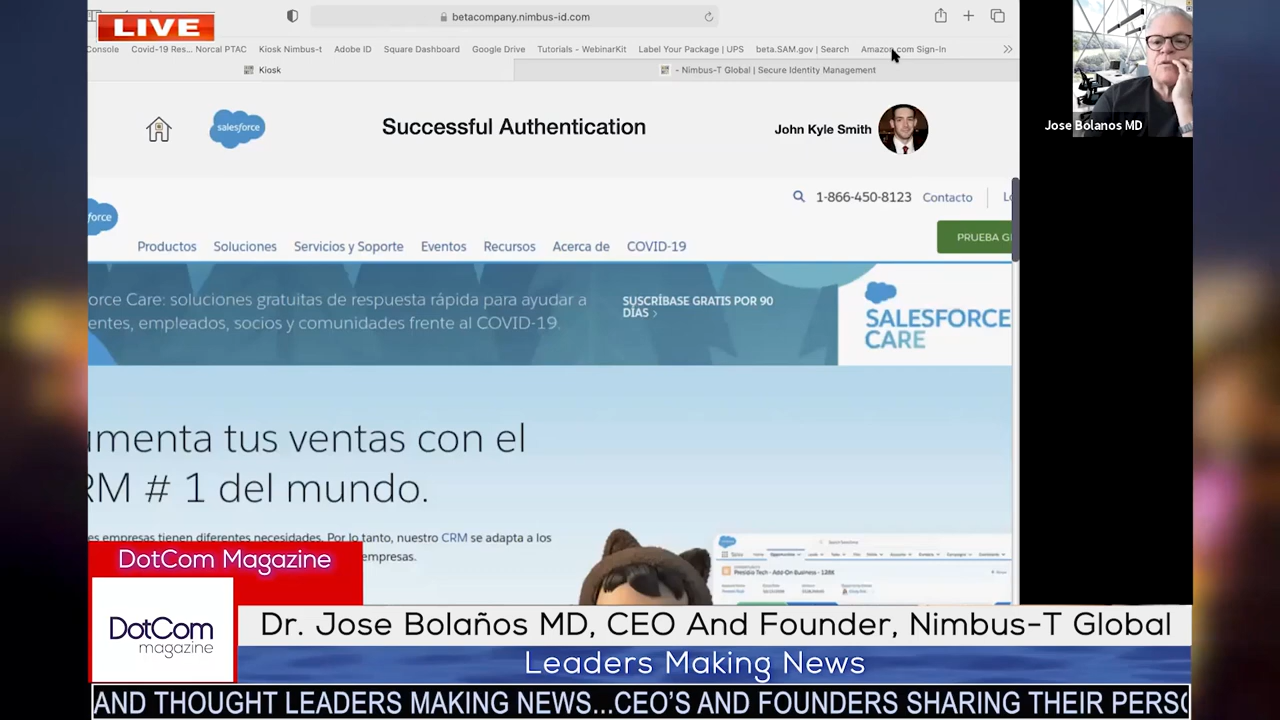 LIVE
betacompany.nimbus-id.com
Console Covid-19 Res... Norcal PTAC Kiosk Nimbus-t Adobe ID Square Dashboard Google Drive Tutorials - WebinarKit Label Your Package | UPS beta.SAM.gov | Search Amazon.com Sign-In
Kiosk
- Nimbus-T Global | Secure Identity Management
salesforce
Successful Authentication
John Kyle Smith
Jose Bolanos MD
force
1-866-450-8123 Contacto Lo
Productos Soluciones Servicios y Soporte Eventos Recursos Acerca de COVID-19
PRUEBA G
orce Care: soluciones gratuitas de respuesta rápida para ayudar a
entes, empleados, socios y comunidades frente al COVID-19.
SUSCRÍBASE GRATIS POR 90
DÍAS >
SALESFORCE
CARE
umenta tus ventas con el
RM # 1 del mundo.
es empresas tienen diferentes necesidades. Por lo tanto, nuestro CRM se adapta a los
empresas.
DotCom Magazine
DotCom
magazine
Dr. Jose Bolaños MD, CEO And Founder, Nimbus-T Global
Leaders Making News
AND THOUGHT LEADERS MAKING NEWS...CEO'S AND FOUNDERS SHARING THEIR PERSO